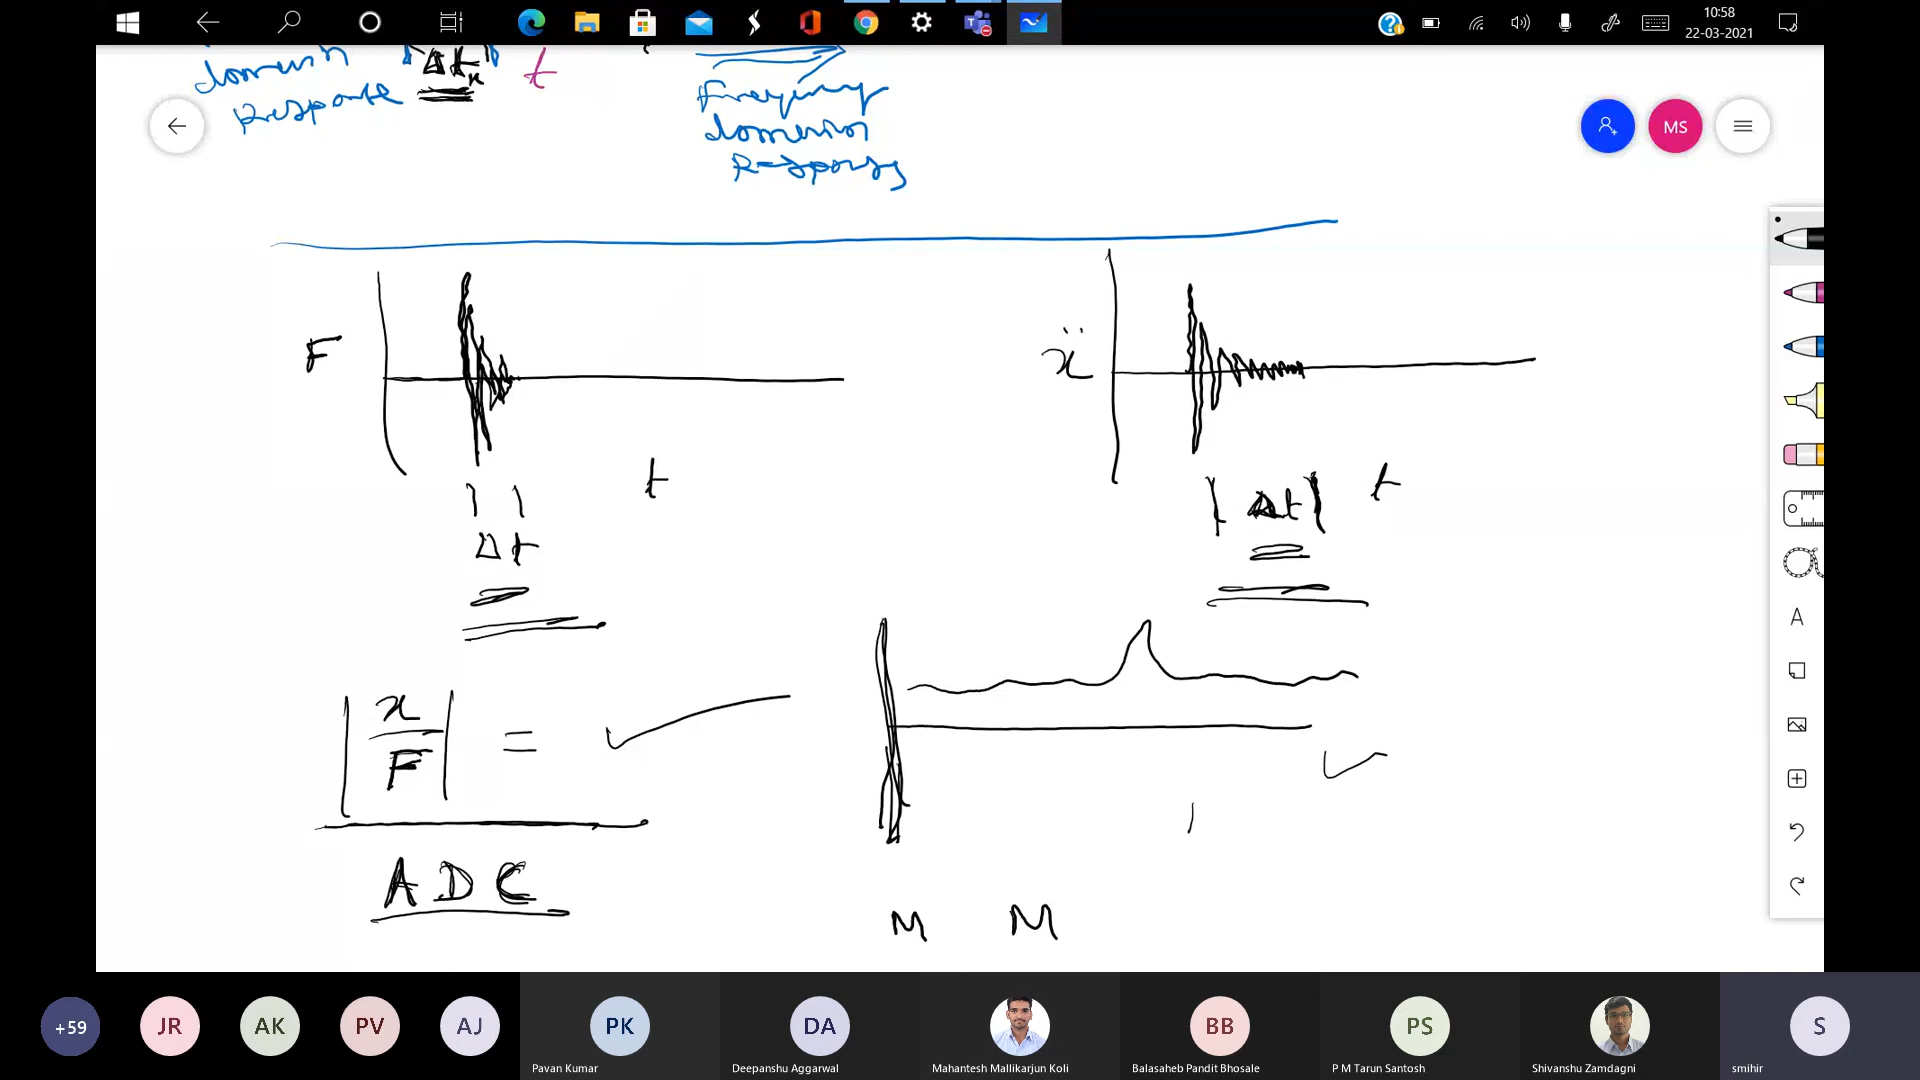 10:58
22-03-2021
domain
Response
Δt
t
Frequency
domain
Response
MS
F
ẍ
t
Δt
Δt
t
x
F
=
ADC
M M
A
+59
JR
AK
PV
AJ
PK
DA
BB
PS
S
Pavan Kumar
Deepanshu Aggarwal
Mahantesh Mallikarjun Koli
Balasaheb Pandit Bhosale
P M Tarun Santosh
Shivanshu Zamdagni
smihir